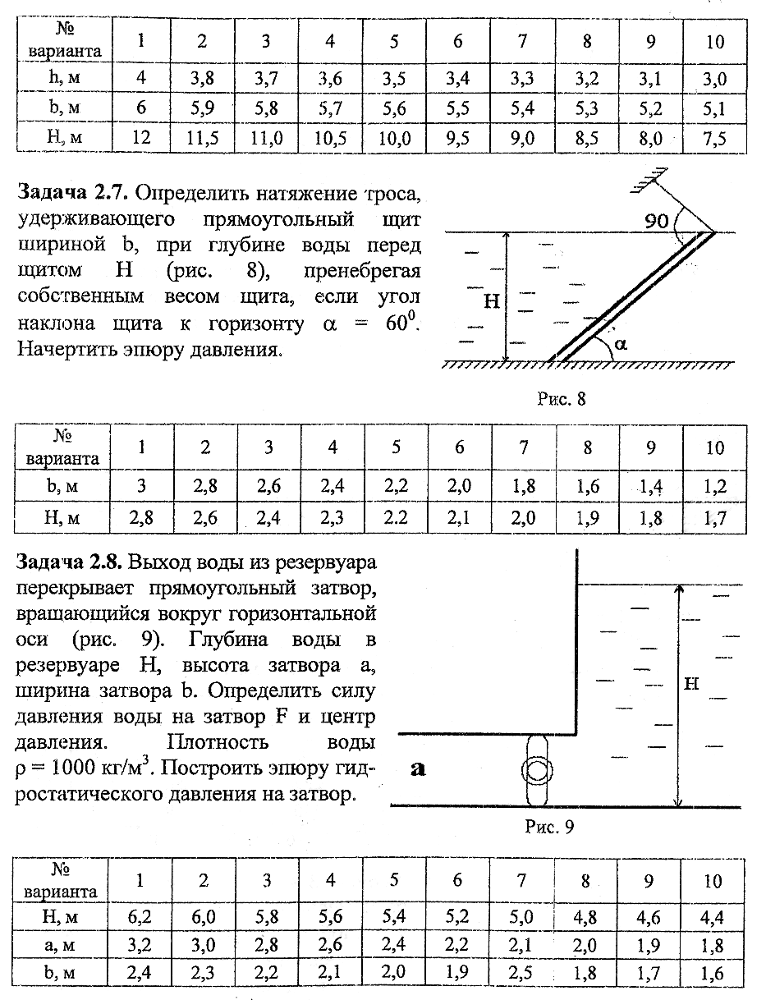 № варианта 1 2 3 4 5 6 7 8 9 10
h, м 4 3,8 3,7 3,6 3,5 3,4 3,3 3,2 3,1 3,0
b, м 6 5,9 5,8 5,7 5,6 5,5 5,4 5,3 5,2 5,1
H, м 12 11,5 11,0 10,5 10,0 9,5 9,0 8,5 8,0 7,5
Задача 2.7. Определить натяжение троса,
удерживающего прямоугольный щит
шириной b, при глубине воды перед
щитом H (рис. 8), пренебрегая
собственным весом щита, если угол
наклона щита к горизонту α = 60⁰.
Начертить эпюру давления.
90
H
α
Рис. 8
№ варианта 1 2 3 4 5 6 7 8 9 10
b, м 3 2,8 2,6 2,4 2,2 2,0 1,8 1,6 1,4 1,2
H, м 2,8 2,6 2,4 2,3 2.2 2,1 2,0 1,9 1,8 1,7
Задача 2.8. Выход воды из резервуара
перекрывает прямоугольный затвор,
вращающийся вокруг горизонтальной
оси (рис. 9). Глубина воды в
резервуаре H, высота затвора a,
ширина затвора b. Определить силу
давления воды на затвор F и центр
давления. Плотность воды
ρ = 1000 кг/м³. Построить эпюру гид-
ростатического давления на затвор.
H
a
Рис. 9
№ варианта 1 2 3 4 5 6 7 8 9 10
H, м 6,2 6,0 5,8 5,6 5,4 5,2 5,0 4,8 4,6 4,4
a, м 3,2 3,0 2,8 2,6 2,4 2,2 2,1 2,0 1,9 1,8
b, м 2,4 2,3 2,2 2,1 2,0 1,9 2,5 1,8 1,7 1,6